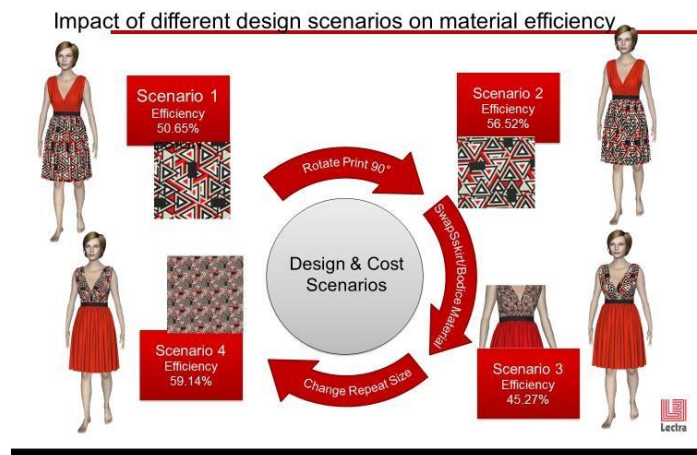 Impact of different design scenarios on material efficiency
Scenario 1
Efficiency
50.65%
Scenario 2
Efficiency
56.52%
Rotate Print 90°
SwapSskirt/Bodice Material
Design & Cost
Scenarios
Scenario 4
Efficiency
59.14%
Change Repeat Size
Scenario 3
Efficiency
45.27%
Lectra